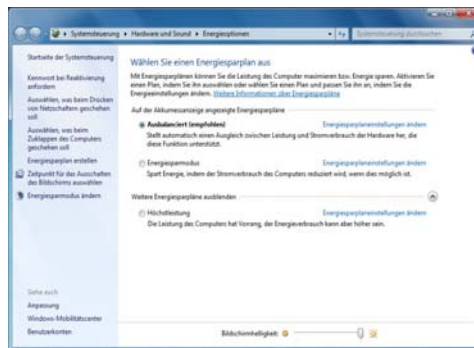 Systemsteuerung ▸ Hardware und Sound ▸ Energieoptionen
Systemsteuerung durchsuchen
Startseite der Systemsteuerung
Kennwort bei Reaktivierung
anfordern
Auswählen, was beim Drücken
von Netzschaltern geschehen
soll
Auswählen, was beim
Zuklappen des Computers
geschehen soll
Energiesparplan erstellen
Zeitpunkt für das Ausschalten
des Bildschirms auswählen
Energiesparmodus ändern
Siehe auch
Anpassung
Windows-Mobilitätscenter
Benutzerkonten
Wählen Sie einen Energiesparplan aus
Mit Energiesparplänen können Sie die Leistung des Computer maximieren bzw. Energie sparen. Aktivieren Sie
einen Plan, indem Sie ihn auswählen oder wählen Sie einen Plan und passen Sie ihn an, indem Sie die
Energieeinstellungen ändern. Weitere Informationen über Energiesparpläne
Auf der Akkumessanzeige angezeigte Energiesparpläne
Ausbalanciert (empfohlen) Energiesparplaneinstellungen ändern
Stellt automatisch einen Ausgleich zwischen Leistung und Stromverbrauch der Hardware her, die
diese Funktion unterstützt.
Energiesparmodus Energiesparplaneinstellungen ändern
Spart Energie, indem der Stromverbrauch des Computers reduziert wird, wenn dies möglich ist.
Weitere Energiesparpläne ausblenden
Höchstleistung Energiesparplaneinstellungen ändern
Die Leistung des Computers hat Vorrang, der Energieverbrauch kann aber höher sein.
Bildschirmhelligkeit: